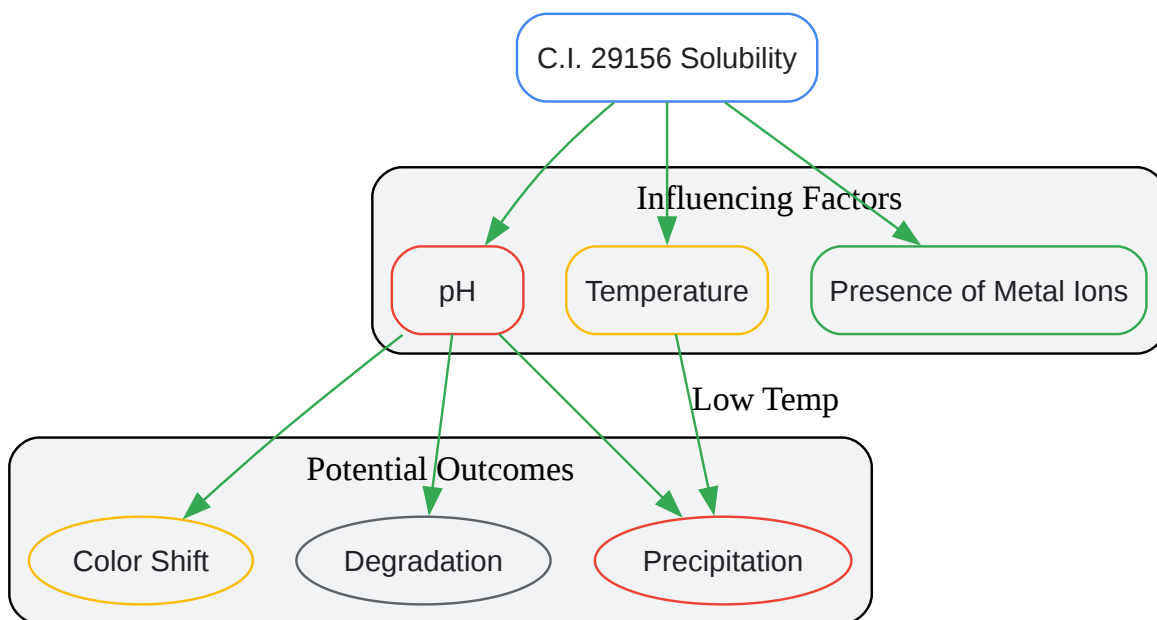 C.I. 29156 Solubility
Influencing Factors
pH
Temperature
Presence of Metal Ions
Low Temp
Potential Outcomes
Color Shift
Degradation
Precipitation